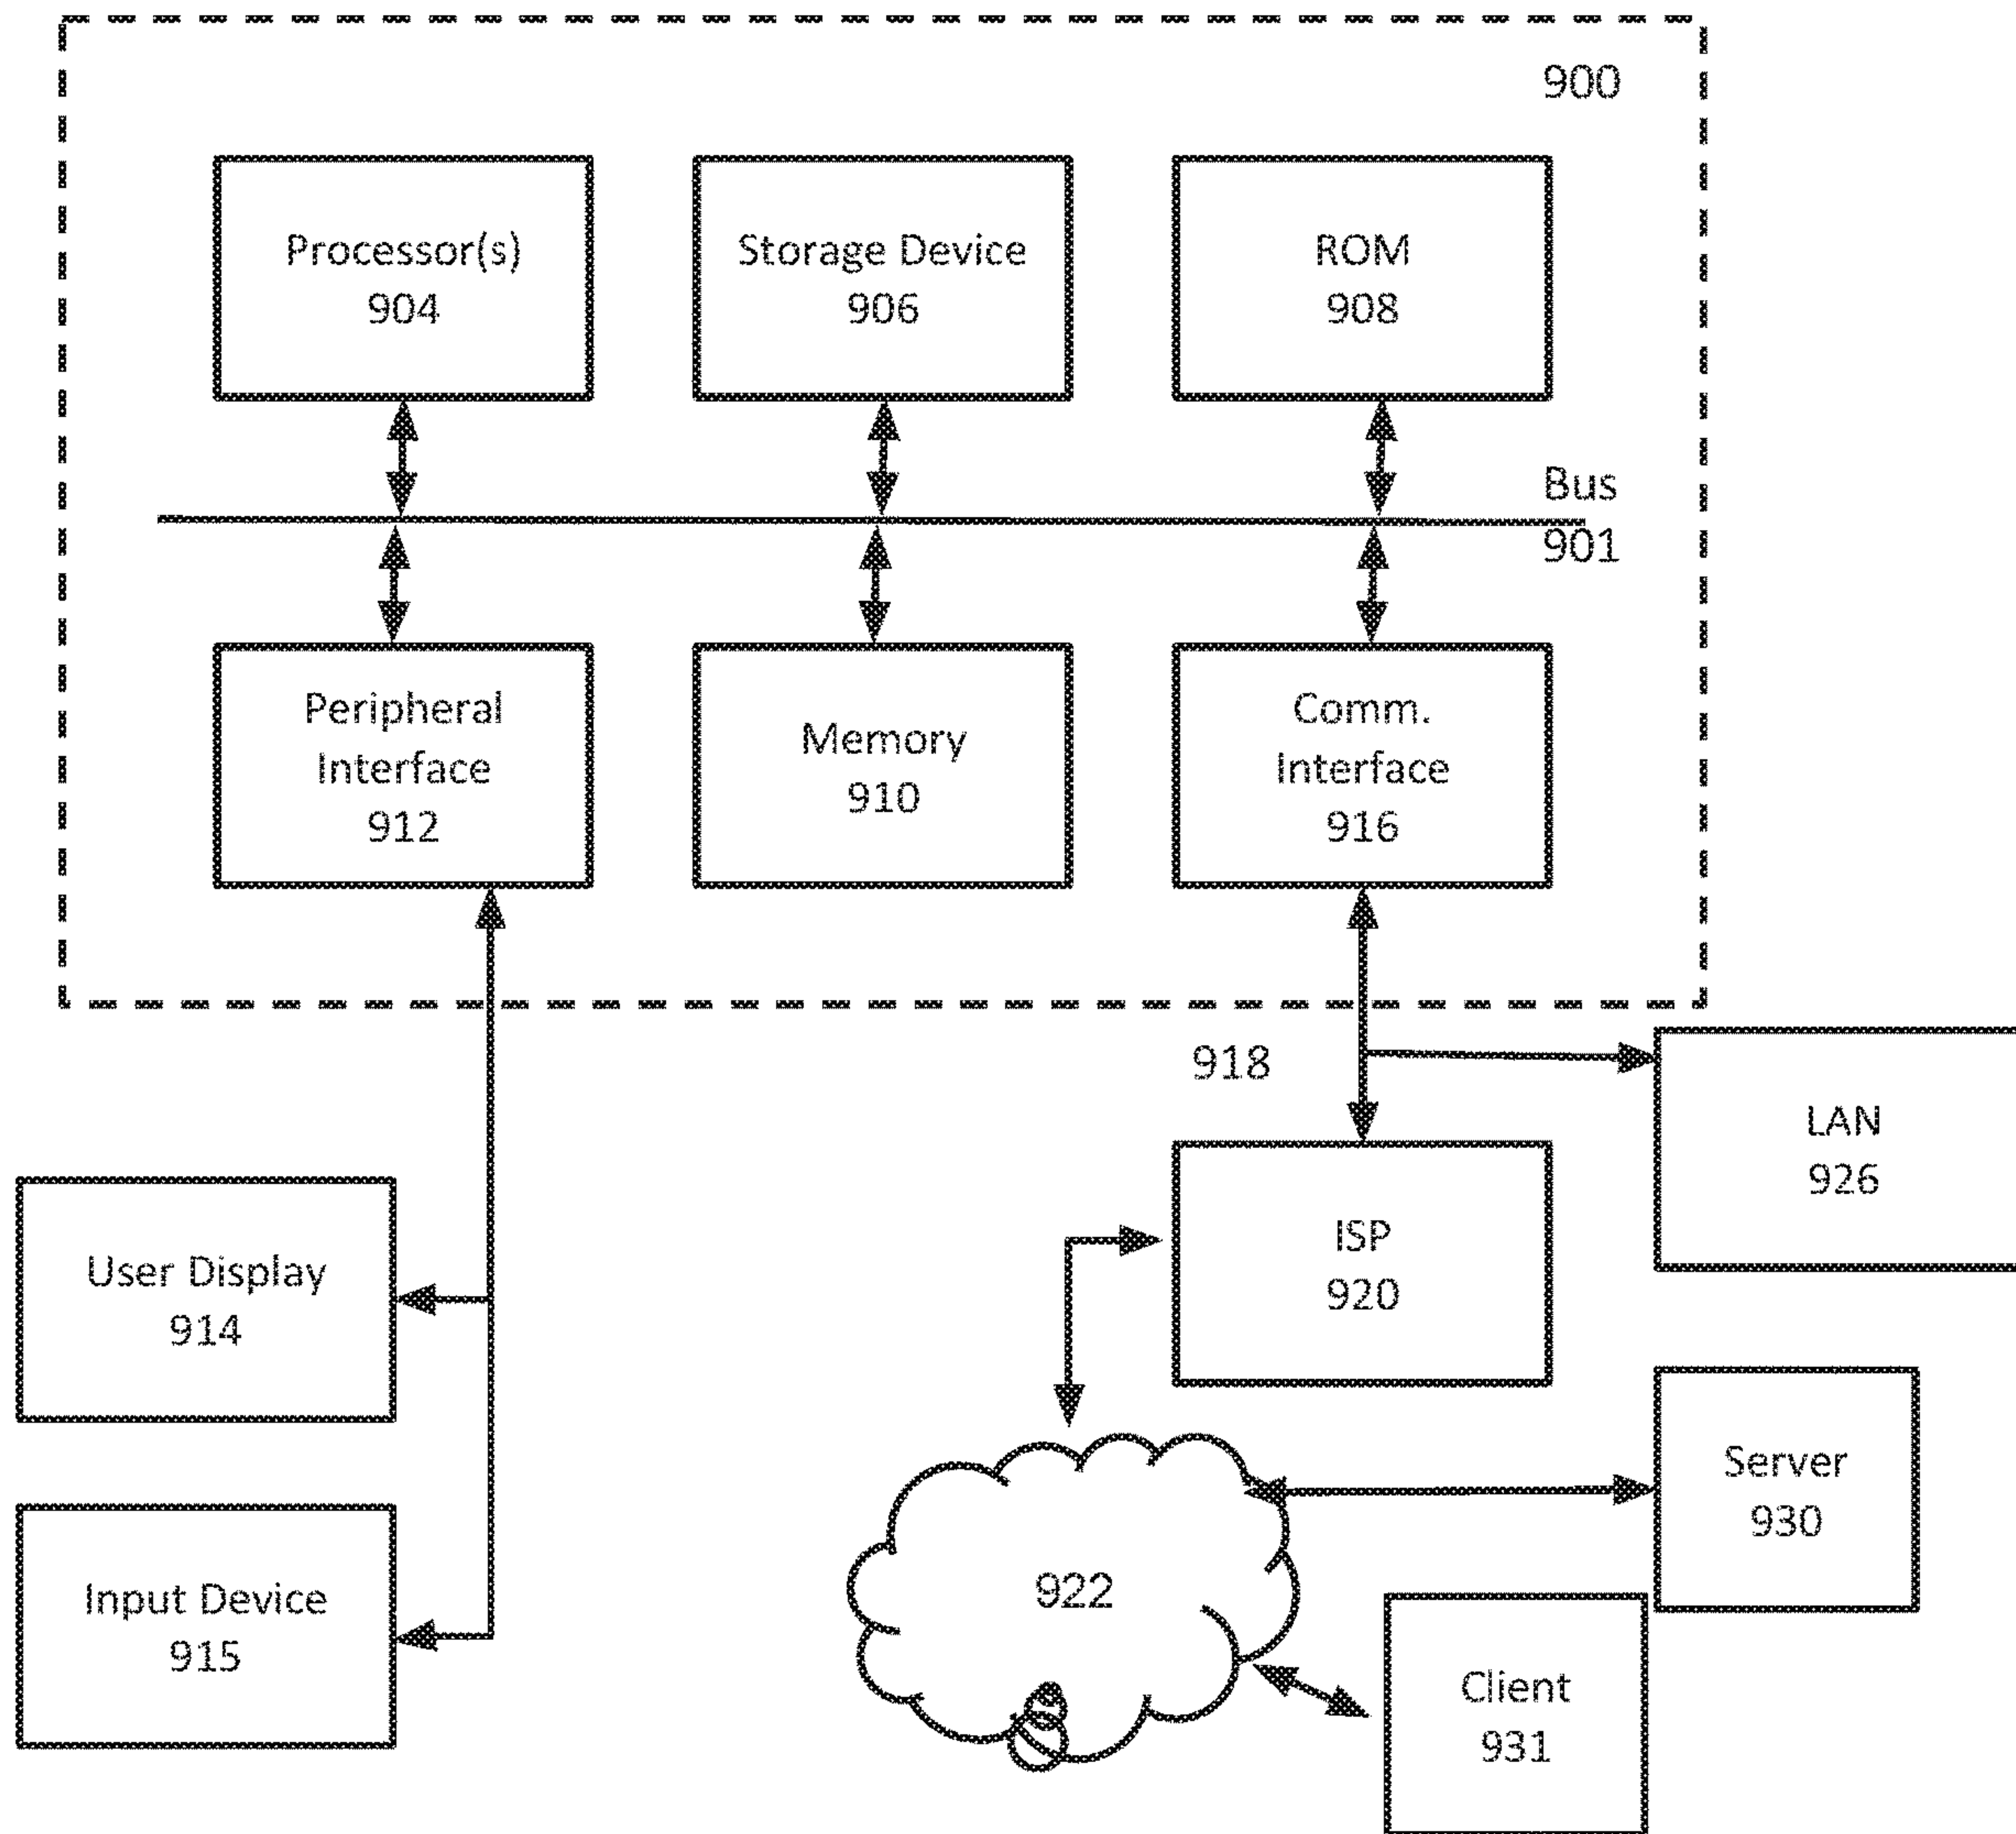 900
Processor(s)
904
Storage Device
906
ROM
908
Bus
901
Peripheral
Interface
912
Memory
910
Comm.
Interface
916
918
LAN
926
User Display
914
ISP
920
Server
930
Input Device
915
922
Client
931